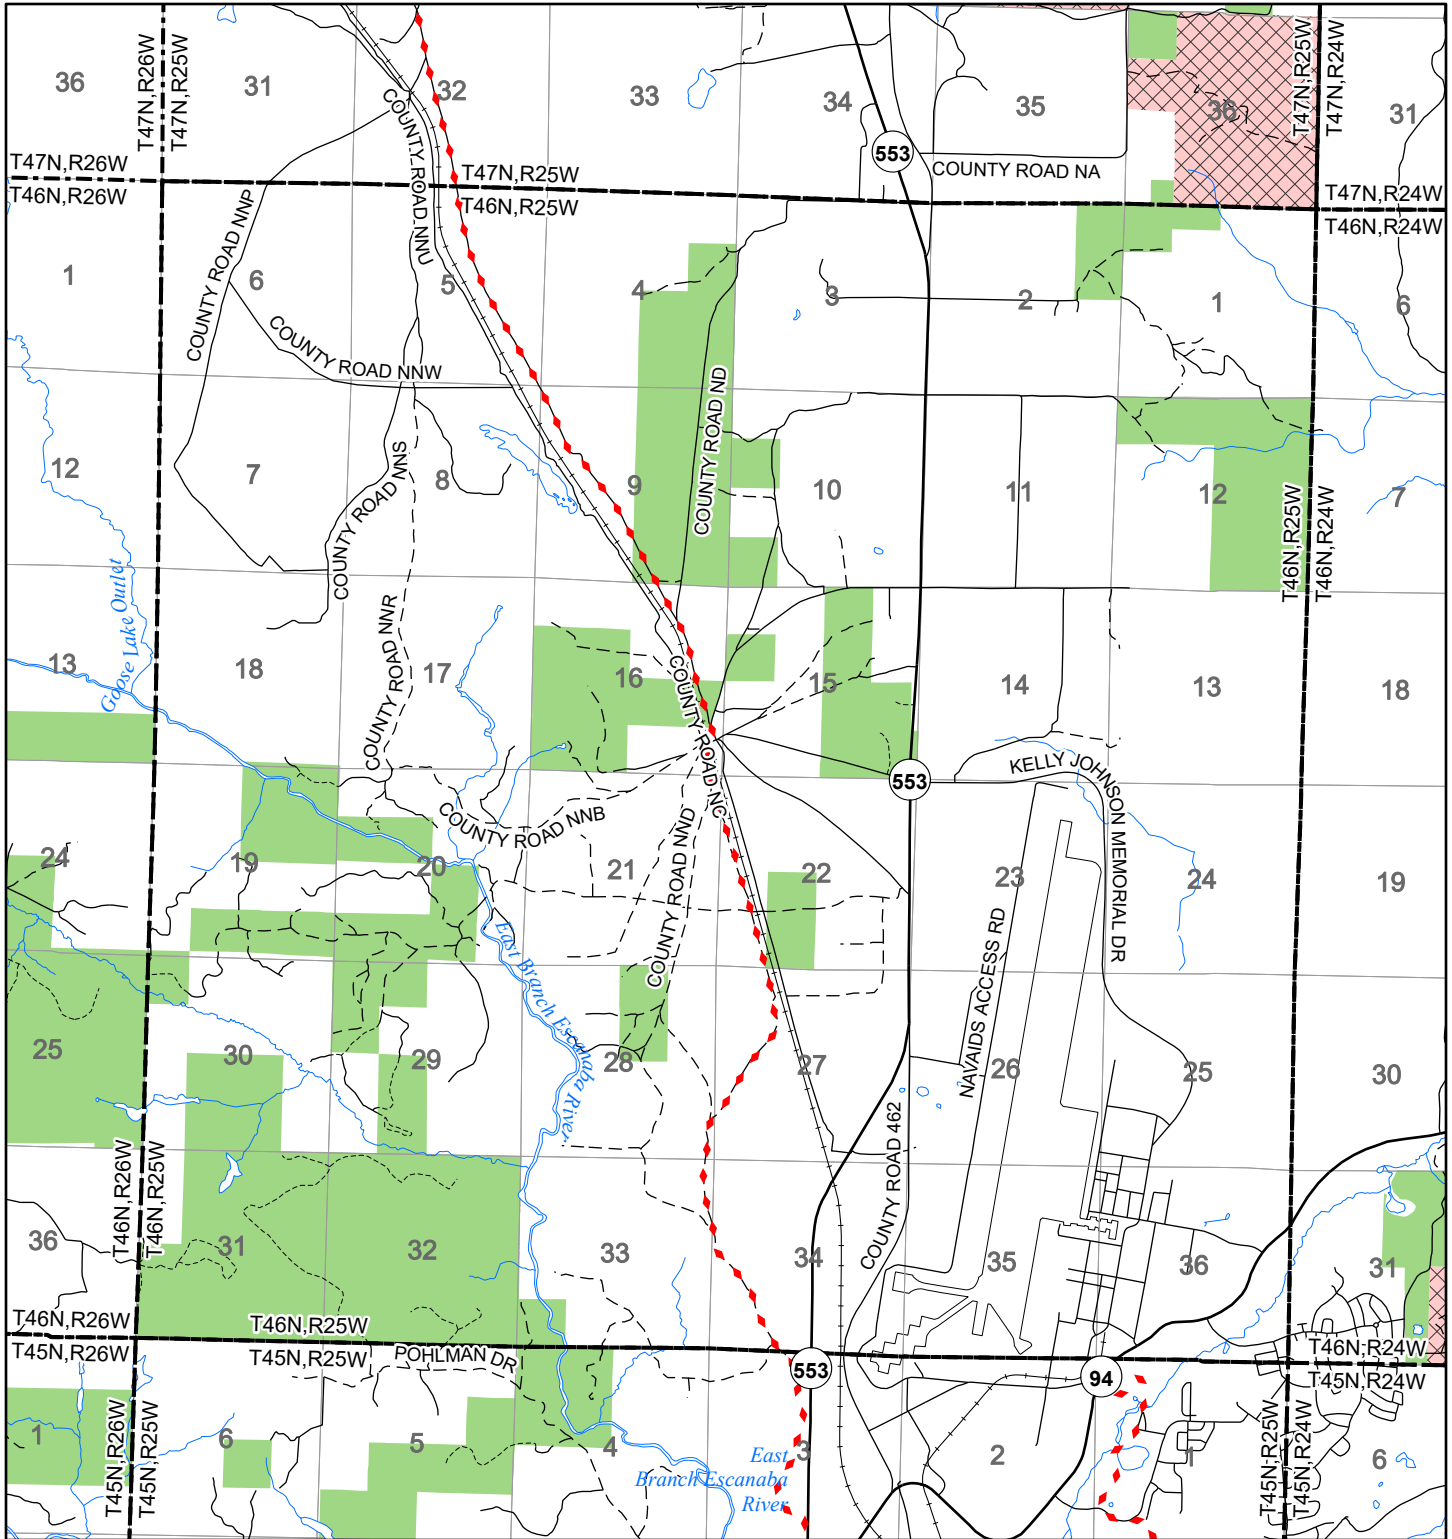 36
31
32
33
34
35
36
31
T47N,R26W
T47N,R25W
T47N,R25W
T47N,R24W
553
COUNTY ROAD NA
COUNTY ROAD NNU
COUNTY ROAD NNP
T47N,R26W
T46N,R26W
T47N,R25W
T46N,R25W
T47N,R24W
T46N,R24W
1
6
5
4
3
2
1
6
COUNTY ROAD NNW
COUNTY ROAD ND
COUNTY ROAD NNS
12
7
8
9
10
11
12
7
T46N,R25W
T46N,R24W
Goose Lake Outlet
COUNTY ROAD NNR
13
18
17
16
15
14
13
18
COUNTY ROAD NC
553
KELLY JOHNSON MEMORIAL DR
COUNTY ROAD NNB
COUNTY ROAD NND
24
19
20
21
22
23
24
19
NAVAIDS ACCESS RD
East Branch Escanaba River
25
30
29
28
27
26
25
30
COUNTY ROAD 462
T46N,R26W
T46N,R25W
36
31
32
33
34
35
36
31
T46N,R26W
T45N,R26W
T46N,R25W
T45N,R25W
POHLMAN DR
553
94
T46N,R24W
T45N,R24W
T45N,R26W
T45N,R25W
T45N,R25W
T45N,R24W
1
6
5
4
3
2
1
6
East
Branch Escanaba
River